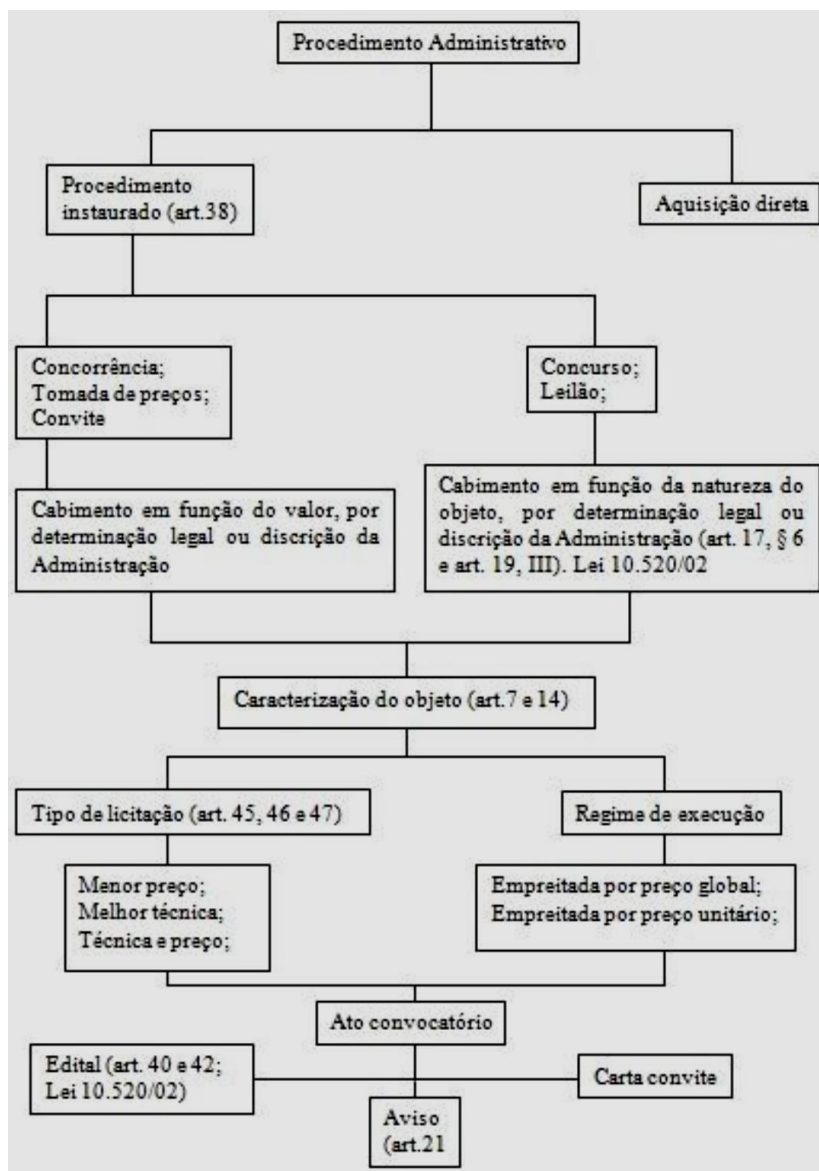 Procedimento Administrativo
Procedimento
instaurado (art.38)
Aquisição direta
Concorrência;
Tomada de preços;
Convite
Concurso;
Leilão;
Cabimento em função do valor, por
determinação legal ou discrição da
Administração
Cabimento em função da natureza do
objeto, por determinação legal ou
discrição da Administração (art. 17, § 6
e art. 19, III). Lei 10.520/02
Caracterização do objeto (art.7 e 14)
Tipo de licitação (art. 45, 46 e 47)
Regime de execução
Menor preço;
Melhor técnica;
Técnica e preço;
Empreitada por preço global;
Empreitada por preço unitário;
Ato convocatório
Edital (art. 40 e 42;
Lei 10.520/02)
Carta convite
Aviso
(art.21